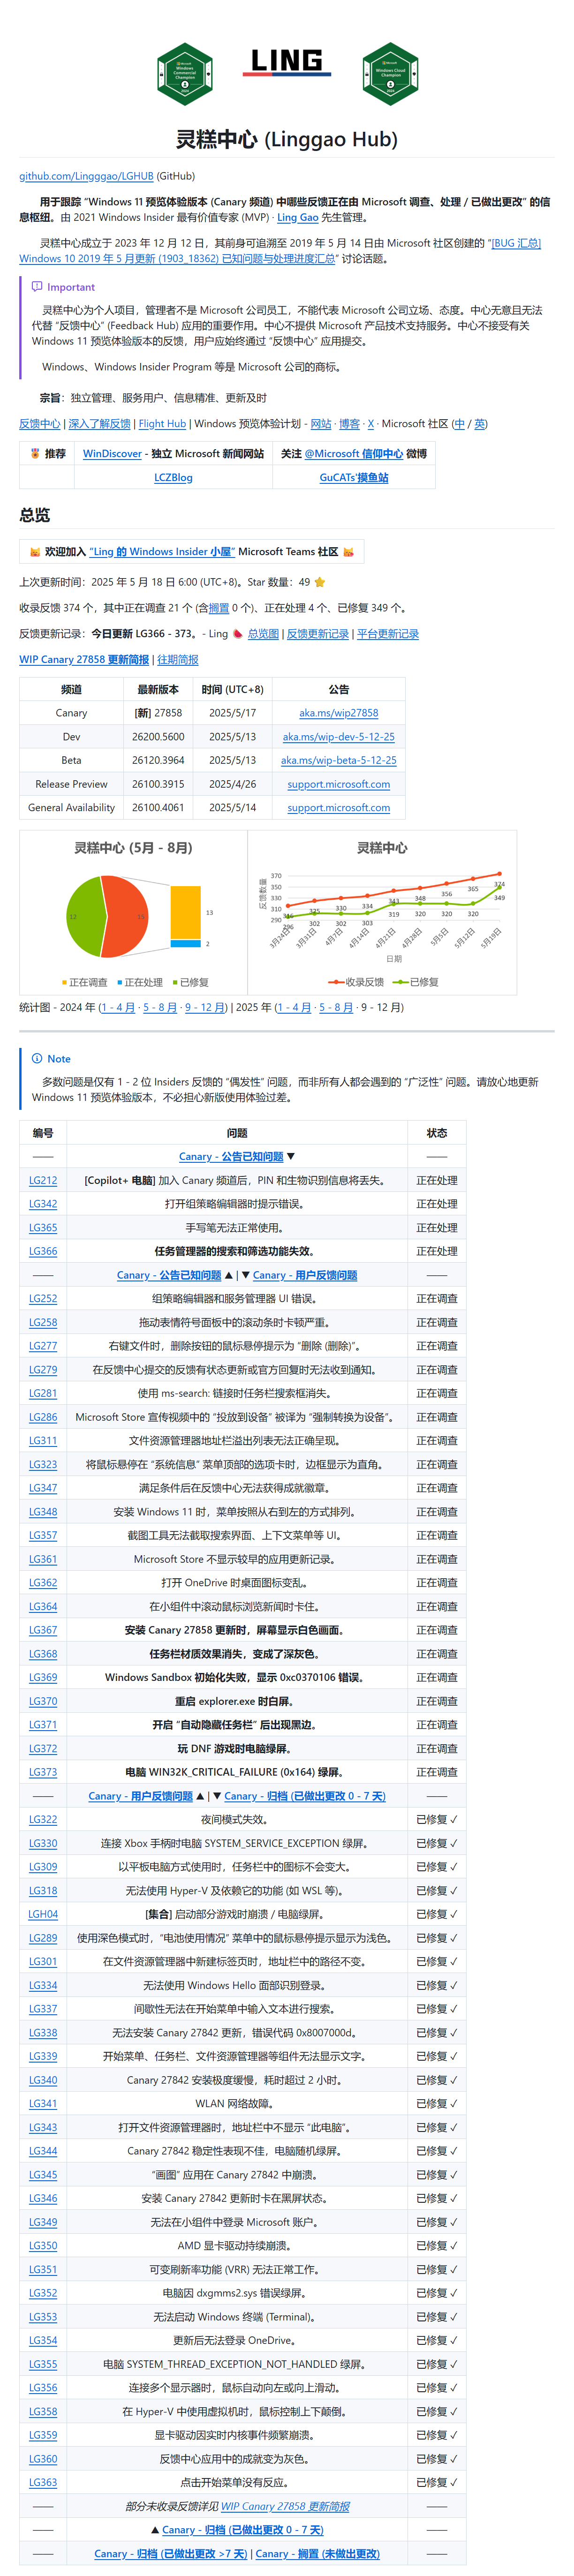 Windows Commercial Champion
LING
Windows Cloud Champion
灵糕中心 (Linggao Hub)
github.com/Lingggao/LGHUB (GitHub)
用于跟踪 “Windows 11 预览体验版本 (Canary 频道) 中哪些反馈正在由 Microsoft 调查、处理 / 已做出更改” 的信
息枢纽。由 2021 Windows Insider 最有价值专家 (MVP) · Ling Gao 先生管理。
灵糕中心成立于 2023 年 12 月 12 日，其前身可追溯至 2019 年 5 月 14 日由 Microsoft 社区创建的 “[BUG 汇总]
Windows 10 2019 年 5 月更新 (1903_18362) 已知问题与处理进度汇总” 讨论话题。
Important
灵糕中心为个人项目，管理者不是 Microsoft 公司员工，不能代表 Microsoft 公司立场、态度。中心无意且无法
代替 “反馈中心” (Feedback Hub) 应用的重要作用。中心不提供 Microsoft 产品技术支持服务。中心不接受有关
Windows 11 预览体验版本的反馈，用户应始终通过 “反馈中心” 应用提交。
Windows、Windows Insider Program 等是 Microsoft 公司的商标。
宗旨：独立管理、服务用户、信息精准、更新及时
反馈中心 | 深入了解反馈 | Flight Hub | Windows 预览体验计划 - 网站 · 博客 · X · Microsoft 社区 (中 / 英)
推荐 WinDiscover - 独立 Microsoft 新闻网站 关注 @Microsoft 信仰中心 微博
LCZBlog GuCATs'摸鱼站
总览
欢迎加入 “Ling 的 Windows Insider 小屋” Microsoft Teams 社区
上次更新时间：2025 年 5 月 18 日 6:00 (UTC+8)。Star 数量：49 ⭐
收录反馈 374 个，其中正在调查 21 个 (含搁置 0 个)、正在处理 4 个、已修复 349 个。
反馈更新记录：今日更新 LG366 - 373。- Ling 🍉 总览图 | 反馈更新记录 | 平台更新记录
WIP Canary 27858 更新简报 | 往期简报
频道 最新版本 时间 (UTC+8) 公告
Canary [新] 27858 2025/5/17 aka.ms/wip27858
Dev 26200.5600 2025/5/13 aka.ms/wip-dev-5-12-25
Beta 26120.3964 2025/5/13 aka.ms/wip-beta-5-12-25
Release Preview 26100.3915 2025/4/26 support.microsoft.com
General Availability 26100.4061 2025/5/14 support.microsoft.com
灵糕中心 (5月 - 8月)
12 13 2
正在调查 正在处理 已修复
灵糕中心
反馈数量
370
350
330
310
290
316 325 330 334 343 348 356 365 374
296 302 302 303 319 320 320 320 349
3月24日 3月31日 4月7日 4月14日 4月21日 4月28日 5月5日 5月12日 5月19日
日期
收录反馈 已修复
统计图 - 2024 年 (1 - 4 月 · 5 - 8 月 · 9 - 12 月) | 2025 年 (1 - 4 月 · 5 - 8 月 · 9 - 12 月)
Note
多数问题是仅有 1 - 2 位 Insiders 反馈的 “偶发性” 问题，而非所有人都会遇到的 “广泛性” 问题。请放心地更新
Windows 11 预览体验版本，不必担心新版使用体验过差。
编号 问题 状态
—— Canary - 公告已知问题 ▼ ——
LG212 [Copilot+ 电脑] 加入 Canary 频道后，PIN 和生物识别信息将丢失。 正在处理
LG342 打开组策略编辑器时提示错误。 正在处理
LG365 手写笔无法正常使用。 正在处理
LG366 任务管理器的搜索和筛选功能失效。 正在处理
—— Canary - 公告已知问题 ▲ | ▼ Canary - 用户反馈问题 ——
LG252 组策略编辑器和服务管理器 UI 错误。 正在调查
LG258 拖动表情符号面板中的滚动条时卡顿严重。 正在调查
LG277 右键文件时，删除按钮的鼠标悬停提示为 “删除 (删除)”。 正在调查
LG279 在反馈中心提交的反馈有状态更新或官方回复时无法收到通知。 正在调查
LG281 使用 ms-search: 链接时任务栏搜索框消失。 正在调查
LG286 Microsoft Store 宣传视频中的 “投放到设备” 被译为 “强制转换为设备”。 正在调查
LG311 文件资源管理器地址栏溢出列表无法正确呈现。 正在调查
LG323 将鼠标悬停在 “系统信息” 菜单顶部的选项卡时，边框显示为直角。 正在调查
LG347 满足条件后在反馈中心无法获得成就徽章。 正在调查
LG348 安装 Windows 11 时，菜单按照从右到左的方式排列。 正在调查
LG357 截图工具无法截取搜索界面、上下文菜单等 UI。 正在调查
LG361 Microsoft Store 不显示较早的应用更新记录。 正在调查
LG362 打开 OneDrive 时桌面图标变乱。 正在调查
LG364 在小组件中滚动鼠标浏览新闻时卡住。 正在调查
LG367 安装 Canary 27858 更新时，屏幕显示白色画面。 正在调查
LG368 任务栏材质效果消失，变成了深灰色。 正在调查
LG369 Windows Sandbox 初始化失败，显示 0xc0370106 错误。 正在调查
LG370 重启 explorer.exe 时白屏。 正在调查
LG371 开启 “自动隐藏任务栏” 后出现黑边。 正在调查
LG372 玩 DNF 游戏时电脑绿屏。 正在调查
LG373 电脑 WIN32K_CRITICAL_FAILURE (0x164) 绿屏。 正在调查
—— Canary - 用户反馈问题 ▲ | ▼ Canary - 归档 (已做出更改 0 - 7 天) ——
LG322 夜间模式失效。 已修复 ✓
LG330 连接 Xbox 手柄时电脑 SYSTEM_SERVICE_EXCEPTION 绿屏。 已修复 ✓
LG309 以平板电脑方式使用时，任务栏中的图标不会变大。 已修复 ✓
LG318 无法使用 Hyper-V 及依赖它的功能 (如 WSL 等)。 已修复 ✓
LGH04 [集合] 启动部分游戏时崩溃 / 电脑绿屏。 已修复 ✓
LG289 使用深色模式时，“电池使用情况” 菜单中的鼠标悬停提示显示为浅色。 已修复 ✓
LG301 在文件资源管理器中新建标签页时，地址栏中的路径不变。 已修复 ✓
LG334 无法使用 Windows Hello 面部识别登录。 已修复 ✓
LG337 间歇性无法在开始菜单中输入文本进行搜索。 已修复 ✓
LG338 无法安装 Canary 27842 更新，错误代码 0x8007000d。 已修复 ✓
LG339 开始菜单、任务栏、文件资源管理器等组件无法显示文字。 已修复 ✓
LG340 Canary 27842 安装极度缓慢，耗时超过 2 小时。 已修复 ✓
LG341 WLAN 网络故障。 已修复 ✓
LG343 打开文件资源管理器时，地址栏中不显示 “此电脑”。 已修复 ✓
LG344 Canary 27842 稳定性表现不佳，电脑随机绿屏。 已修复 ✓
LG345 “画图” 应用在 Canary 27842 中崩溃。 已修复 ✓
LG346 安装 Canary 27842 更新时卡在黑屏状态。 已修复 ✓
LG349 无法在小组件中登录 Microsoft 账户。 已修复 ✓
LG350 AMD 显卡驱动持续崩溃。 已修复 ✓
LG351 可变刷新率功能 (VRR) 无法正常工作。 已修复 ✓
LG352 电脑因 dxgmms2.sys 错误绿屏。 已修复 ✓
LG353 无法启动 Windows 终端 (Terminal)。 已修复 ✓
LG354 更新后无法登录 OneDrive。 已修复 ✓
LG355 电脑 SYSTEM_THREAD_EXCEPTION_NOT_HANDLED 绿屏。 已修复 ✓
LG356 连接多个显示器时，鼠标自动向左或向上滑动。 已修复 ✓
LG358 在 Hyper-V 中使用虚拟机时，鼠标控制上下颠倒。 已修复 ✓
LG359 显卡驱动因实时内核事件频繁崩溃。 已修复 ✓
LG360 反馈中心应用中的成就变为灰色。 已修复 ✓
LG363 点击开始菜单没有反应。 已修复 ✓
—— 部分未收录反馈详见 WIP Canary 27858 更新简报 ——
—— ▲ Canary - 归档 (已做出更改 0 - 7 天) ——
—— Canary - 归档 (已做出更改 >7 天) | Canary - 搁置 (未做出更改) ——